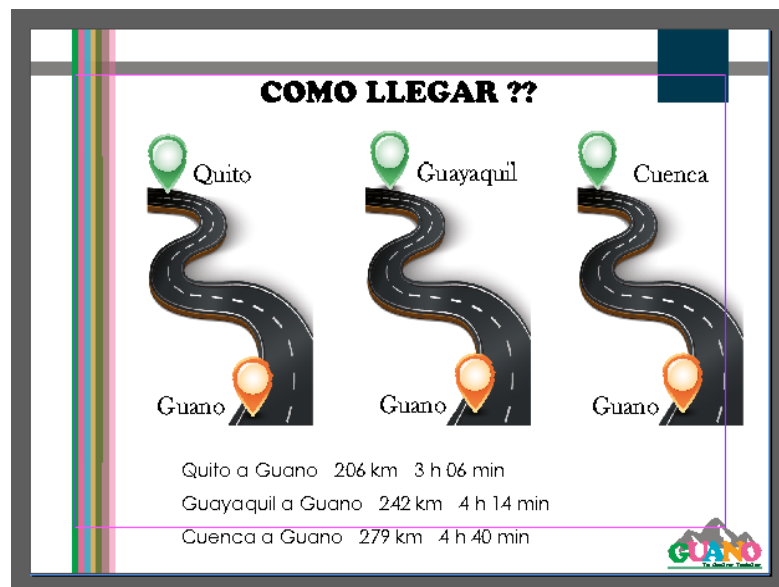 COMO LLEGAR ??
Quito
Guayaquil
Cuenca
Guano
Guano
Guano
Quito a Guano 206 km 3 h 06 min
Guayaquil a Guano 242 km 4 h 14 min
Cuenca a Guano 279 km 4 h 40 min
GUANO